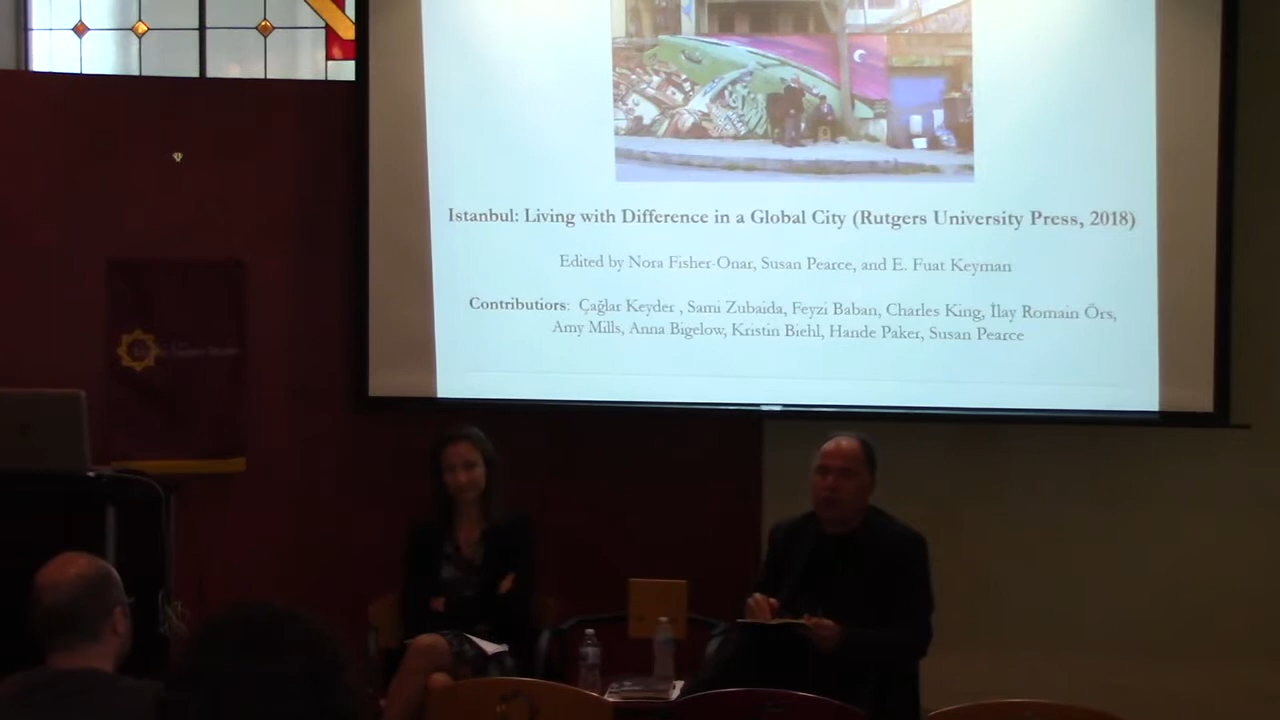 Istanbul: Living with Difference in a Global City (Rutgers University Press, 2018)
Edited by Nora Fisher-Onar, Susan Pearce, and E. Fuat Keyman
Contributiors: Çağlar Keyder , Sami Zubaida, Feyzi Baban, Charles King, İlay Romain Örs,
Amy Mills, Anna Bigelow, Kristin Biehl, Hande Paker, Susan Pearce